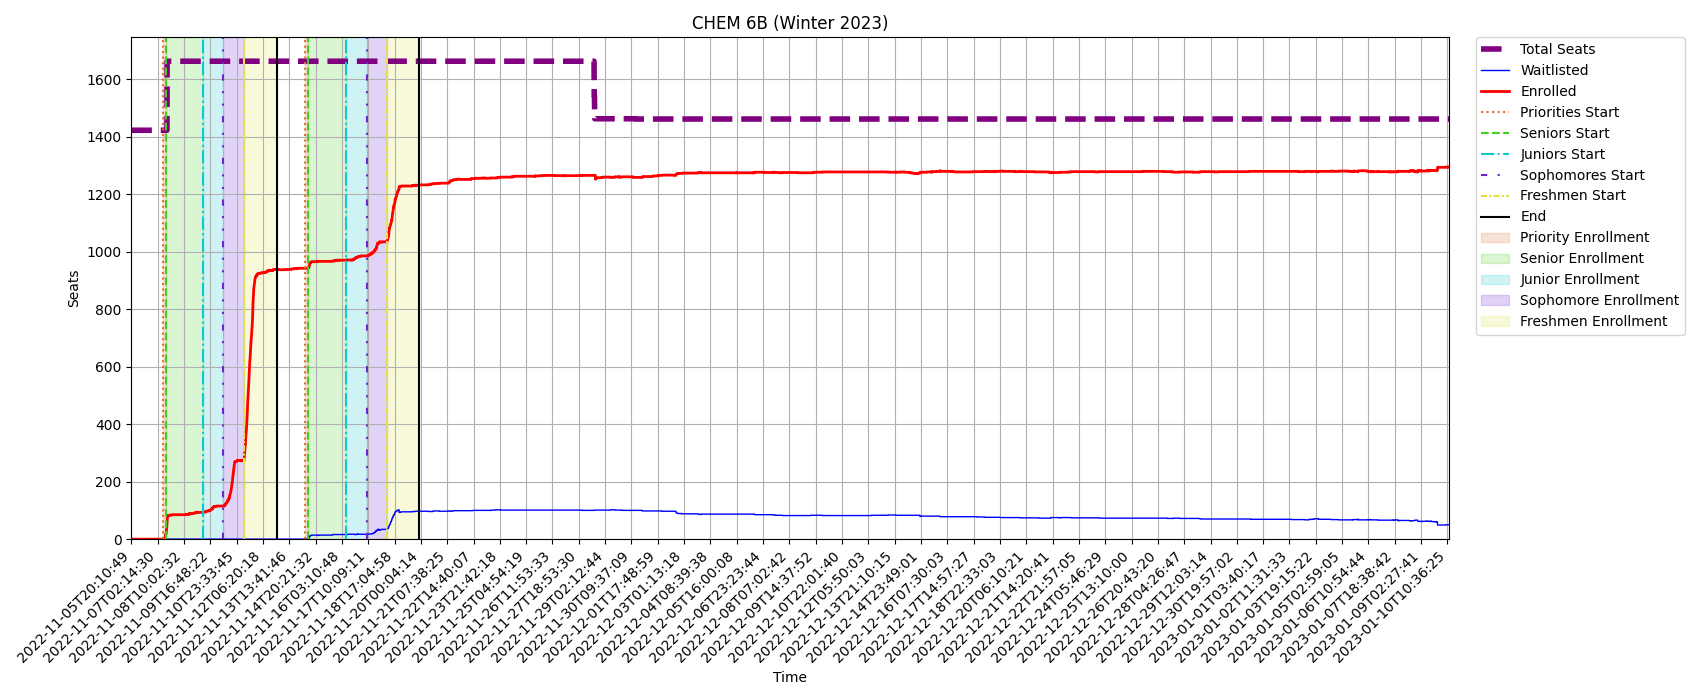 CHEM 6B (Winter 2023)
Seats
1600
1400
1200
1000
800
600
400
200
0
2022-11-05T20:10:49
2022-11-07T02:14:30
2022-11-08T10:02:32
2022-11-09T16:48:22
2022-11-10T23:33:45
2022-11-12T06:20:18
2022-11-13T13:41:46
2022-11-14T20:21:32
2022-11-16T03:10:48
2022-11-17T10:09:11
2022-11-18T17:04:58
2022-11-20T00:04:14
2022-11-21T07:38:25
2022-11-22T14:40:07
2022-11-23T21:42:18
2022-11-25T04:54:19
2022-11-26T11:53:33
2022-11-27T18:53:30
2022-11-29T02:12:44
2022-11-30T09:37:09
2022-12-01T17:48:59
2022-12-03T01:13:18
2022-12-04T08:39:38
2022-12-05T16:00:08
2022-12-06T23:23:44
2022-12-08T07:02:42
2022-12-09T14:37:52
2022-12-10T22:01:40
2022-12-12T05:50:03
2022-12-13T21:10:15
2022-12-14T23:49:01
2022-12-16T07:30:03
2022-12-17T14:57:27
2022-12-18T22:33:03
2022-12-20T06:10:21
2022-12-21T14:20:41
2022-12-22T21:57:05
2022-12-24T05:46:29
2022-12-25T13:10:00
2022-12-26T20:43:20
2022-12-28T04:26:47
2022-12-29T12:03:14
2022-12-30T19:57:02
2023-01-01T03:40:17
2023-01-02T11:31:33
2023-01-03T19:15:22
2023-01-05T02:59:05
2023-01-06T10:54:44
2023-01-07T18:38:42
2023-01-09T02:27:41
2023-01-10T10:36:25
Time
Total Seats
Waitlisted
Enrolled
Priorities Start
Seniors Start
Juniors Start
Sophomores Start
Freshmen Start
End
Priority Enrollment
Senior Enrollment
Junior Enrollment
Sophomore Enrollment
Freshmen Enrollment